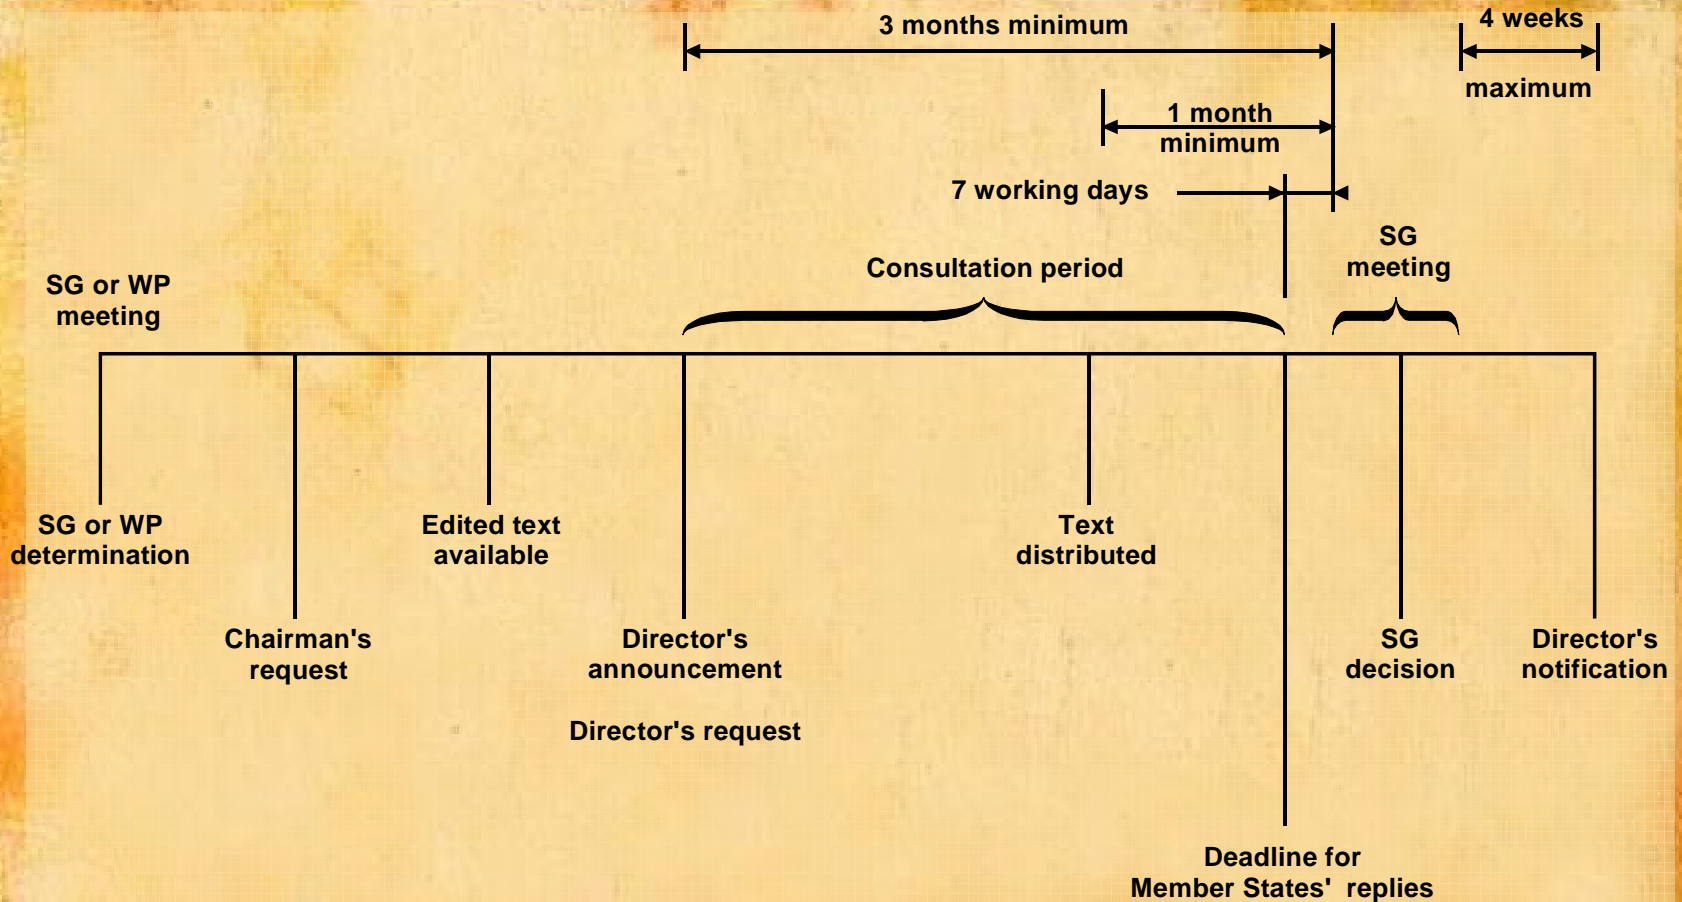 3 months minimum
4 weeks
maximum
1 month
minimum
7 working days
SG
meeting
Consultation period
SG or WP
meeting
SG or WP
determination
Edited text
available
Text
distributed
Chairman's
request
Director's
announcement
SG
decision
Director's
notification
Director's request
Deadline for
Member States' replies